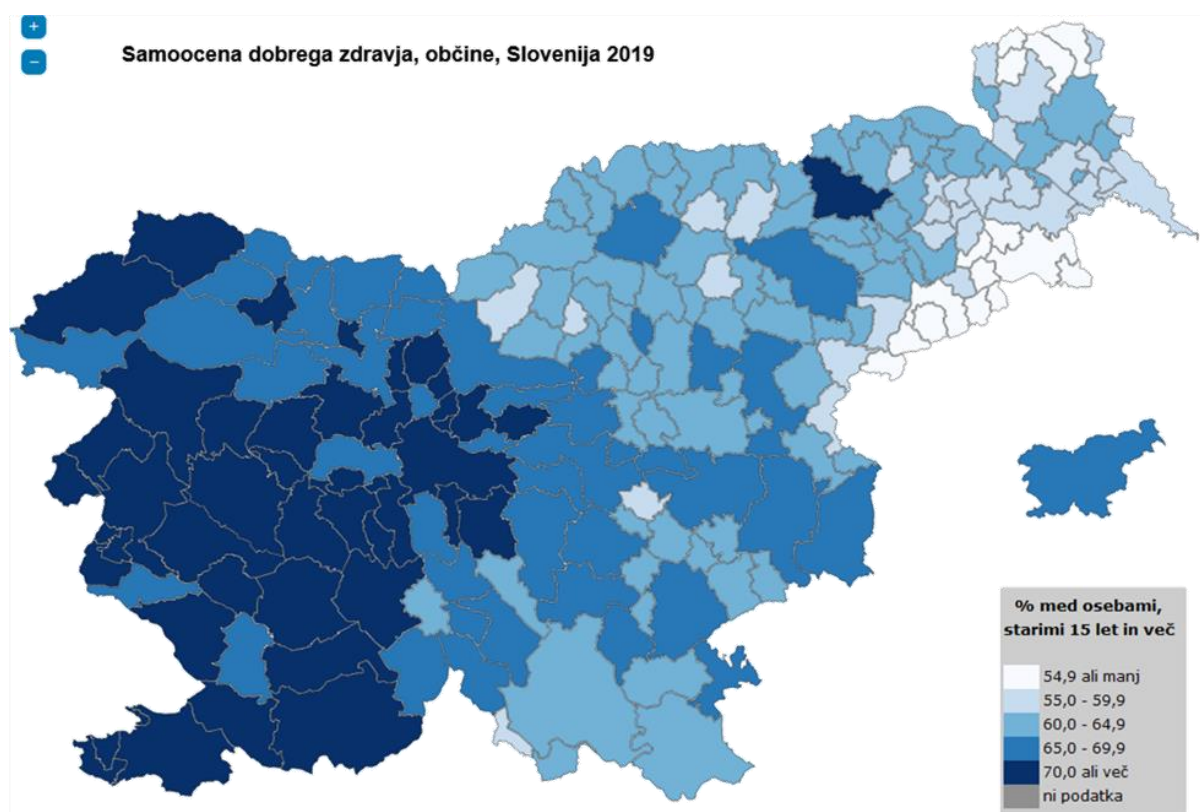 +
−
Samoocena dobrega zdravja, občine, Slovenija 2019
% med osebami,
starimi 15 let in več
54,9 ali manj
55,0 - 59,9
60,0 - 64,9
65,0 - 69,9
70,0 ali več
ni podatka